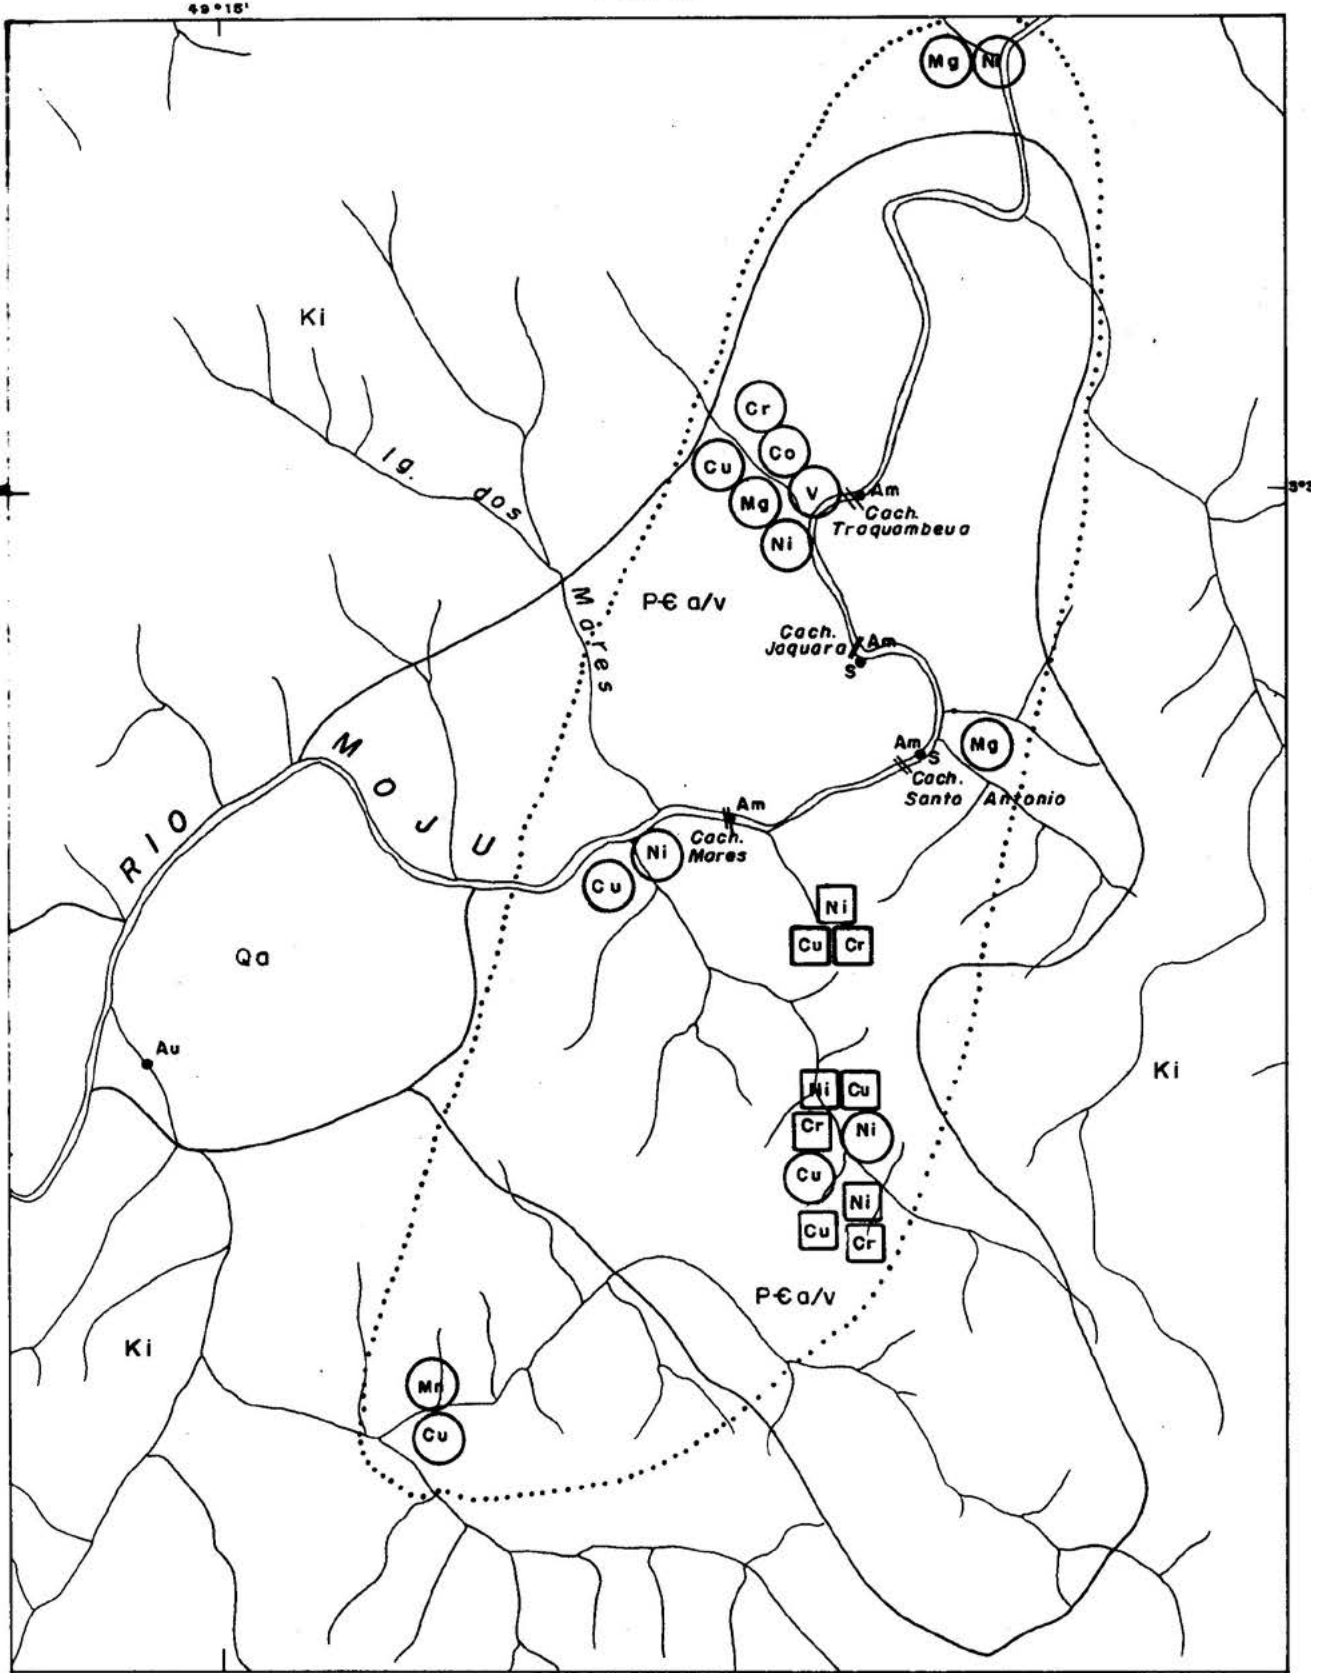 49°15'
Mg Ni
Ki
Cr
Co
Cu
V
Mg
Ni
Am
Cach.
Traquambeua
Ig. dos Mares
P-Є a/v
Cach.
Jaquara
Am
S
Am
S
Mg
Cach.
Santo Antonio
RIO MOJU
Am
Cach.
Mares
Ni
Cu
Ni
Cu Cr
Qa
Au
Ki
Ni Cu
Cr Ni
Cu
Ni
Cu
Cr
P-Є a/v
Ki
Mn
Cu